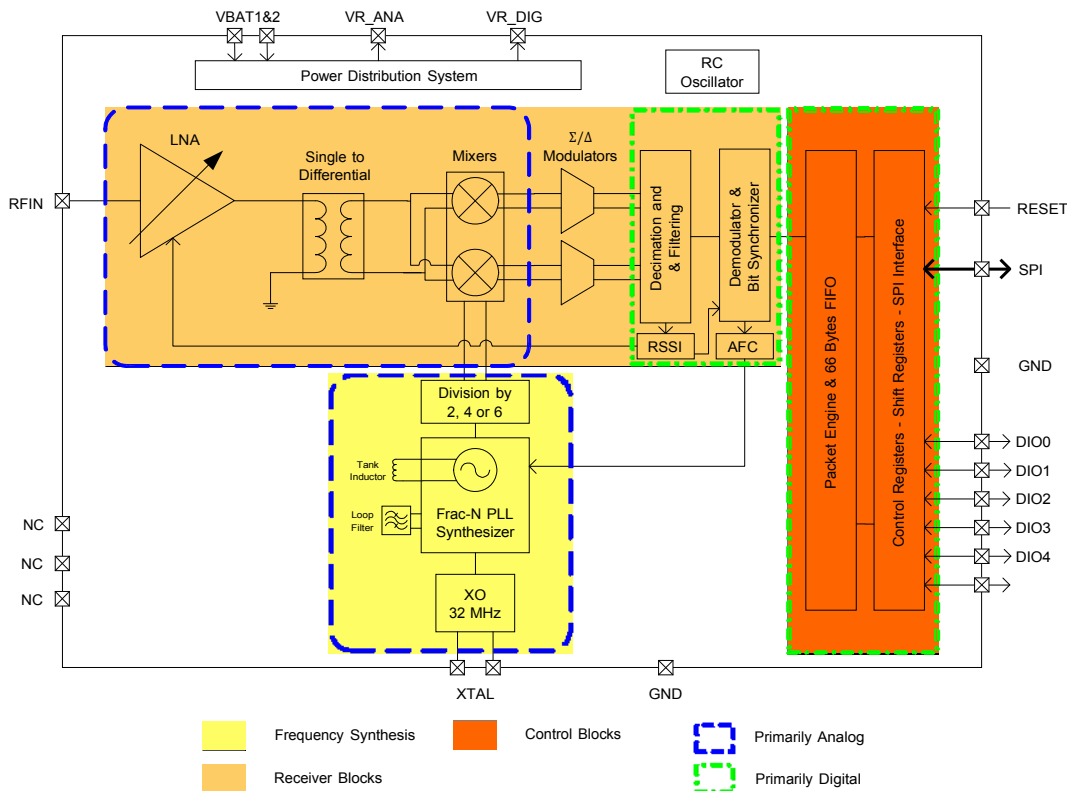 VBAT1&2
VR_ANA
VR_DIG
Power Distribution System
RC
Oscillator
LNA
Single to
Differential
Mixers
Σ/Δ
Modulators
RFIN
Decimation and
& Filtering
Demodulator &
Bit Synchronizer
RSSI
AFC
Packet Engine & 66 Bytes FIFO
Control Registers - Shift Registers - SPI Interface
RESET
SPI
GND
DIO0
DIO1
DIO2
DIO3
DIO4
Division by
2, 4 or 6
Tank
Inductor
Loop
Filter
Frac-N PLL
Synthesizer
XO
32 MHz
NC
NC
NC
XTAL
GND
Frequency Synthesis
Control Blocks
Primarily Analog
Receiver Blocks
Primarily Digital